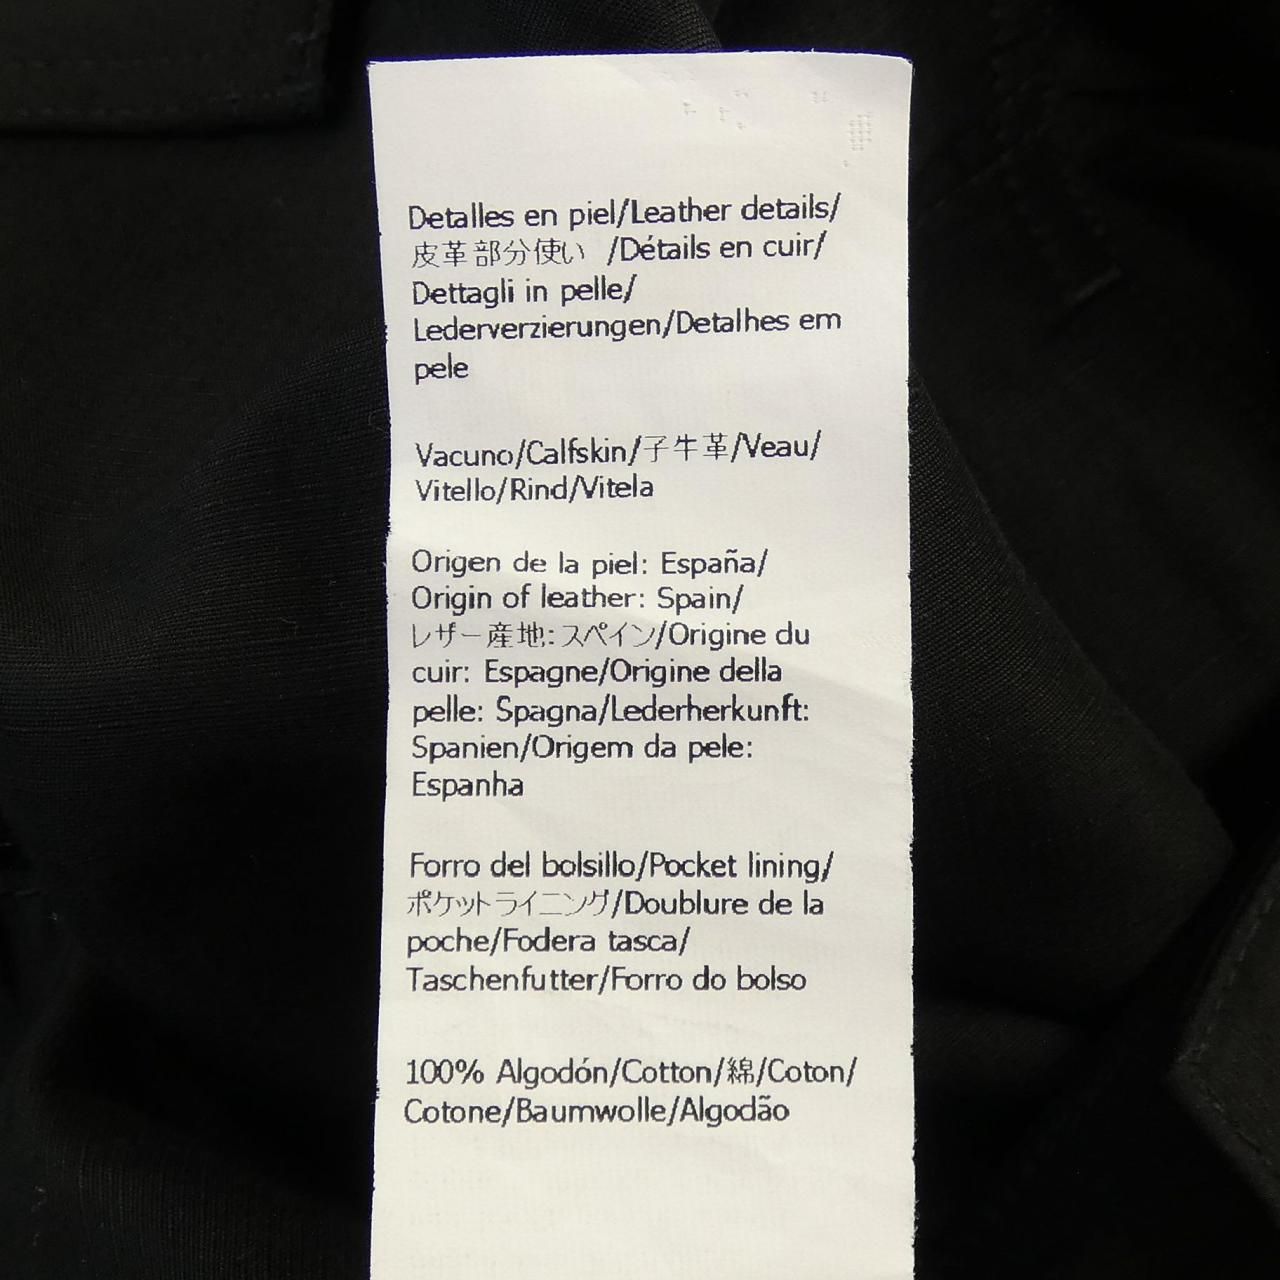 Detalles en piel/Leather details/
皮革部分使い /Détails en cuir/
Dettagli in pelle/
Lederverzierungen/Detalhes em
pele
Vacuno/Calfskin/子牛革/Veau/
Vitello/Rind/Vitela
Origen de la piel: España/
Origin of leather: Spain/
レザー産地:スペイン/Origine du
cuir: Espagne/Origine della
pelle: Spagna/Lederherkunft:
Spanien/Origem da pele:
Espanha
Forro del bolsillo/Pocket lining/
ポケットライニング/Doublure de la
poche/Fodera tasca/
Taschenfutter/Forro do bolso
100% Algodón/Cotton/綿/Coton/
Cotone/Baumwolle/Algodão